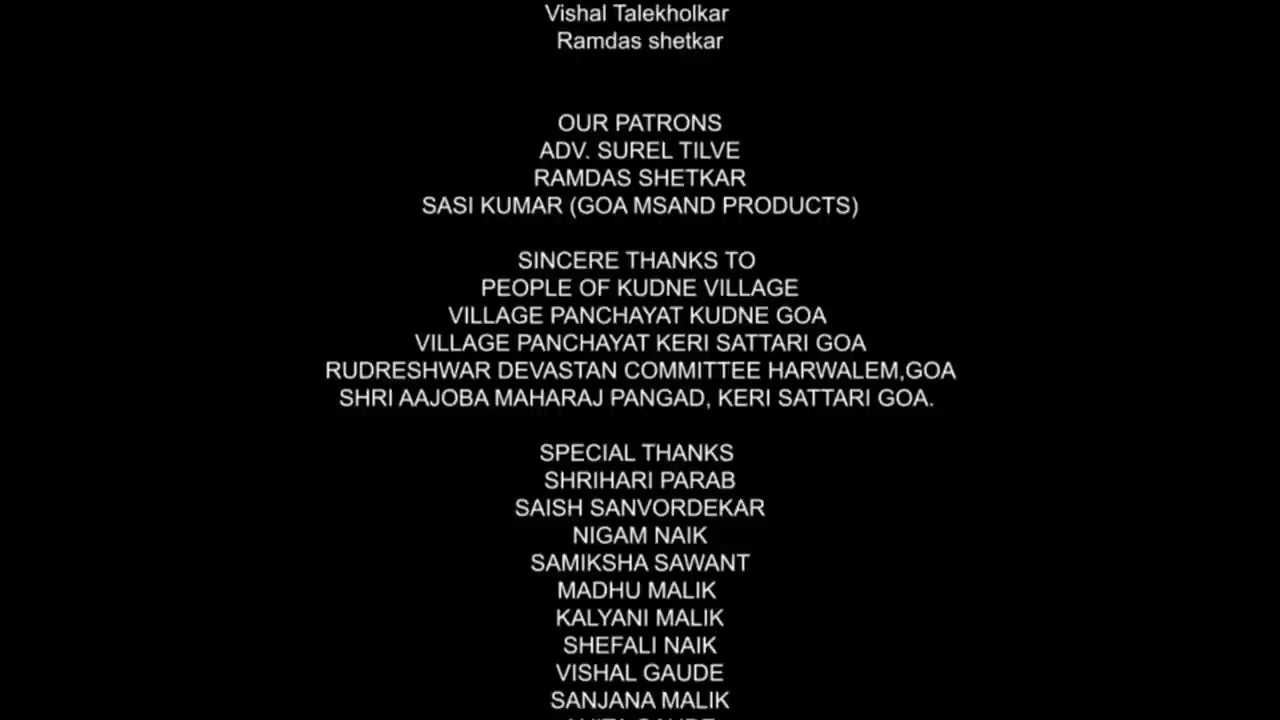 Vishal Talekholkar
Ramdas shetkar
OUR PATRONS
ADV. SUREL TILVE
RAMDAS SHETKAR
SASI KUMAR (GOA MSAND PRODUCTS)
SINCERE THANKS TO
PEOPLE OF KUDNE VILLAGE
VILLAGE PANCHAYAT KUDNE GOA
VILLAGE PANCHAYAT KERI SATTARI GOA
RUDRESHWAR DEVASTAN COMMITTEE HARWALEM,GOA
SHRI AAJOBA MAHARAJ PANGAD, KERI SATTARI GOA.
SPECIAL THANKS
SHRIHARI PARAB
SAISH SANVORDEKAR
NIGAM NAIK
SAMIKSHA SAWANT
MADHU MALIK
KALYANI MALIK
SHEFALI NAIK
VISHAL GAUDE
SANJANA MALIK